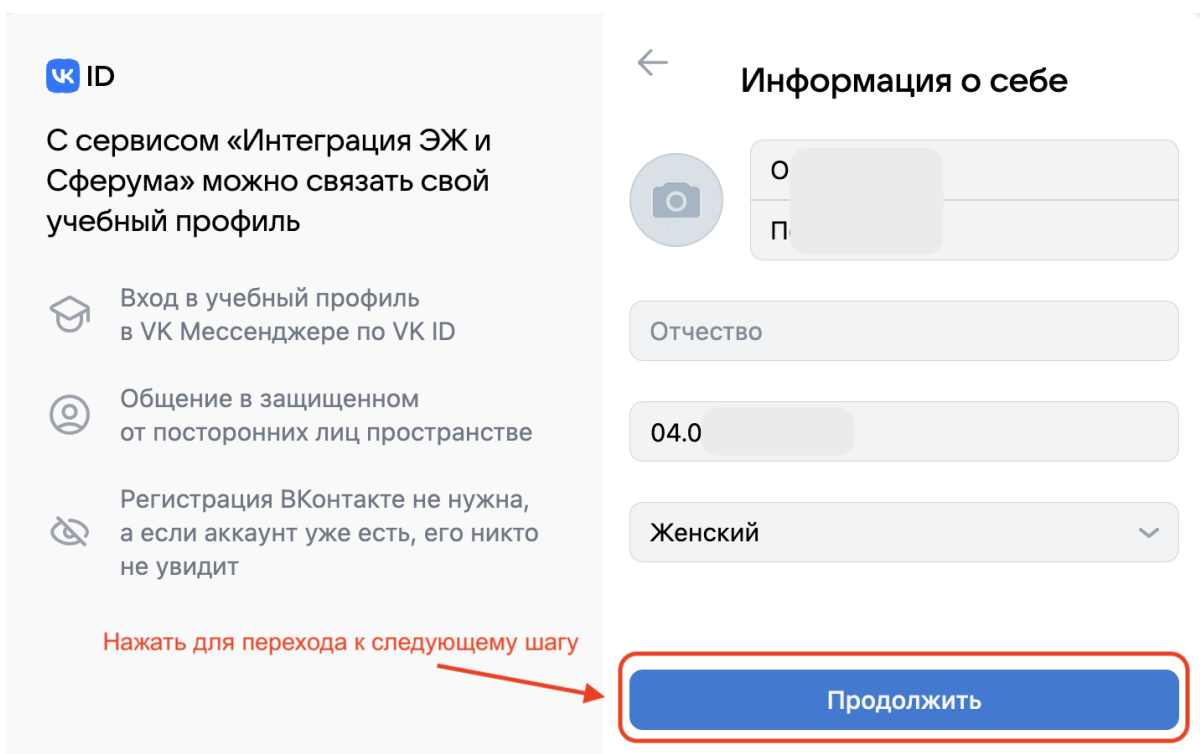 VK ID
С сервисом «Интеграция ЭЖ и
Сферума» можно связать свой
учебный профиль
Вход в учебный профиль
в VK Мессенджере по VK ID
Общение в защищенном
от посторонних лиц пространстве
Регистрация ВКонтакте не нужна,
а если аккаунт уже есть, его никто
не увидит
Нажать для перехода к следующему шагу
Информация о себе
Отчество
04.0
Женский
Продолжить